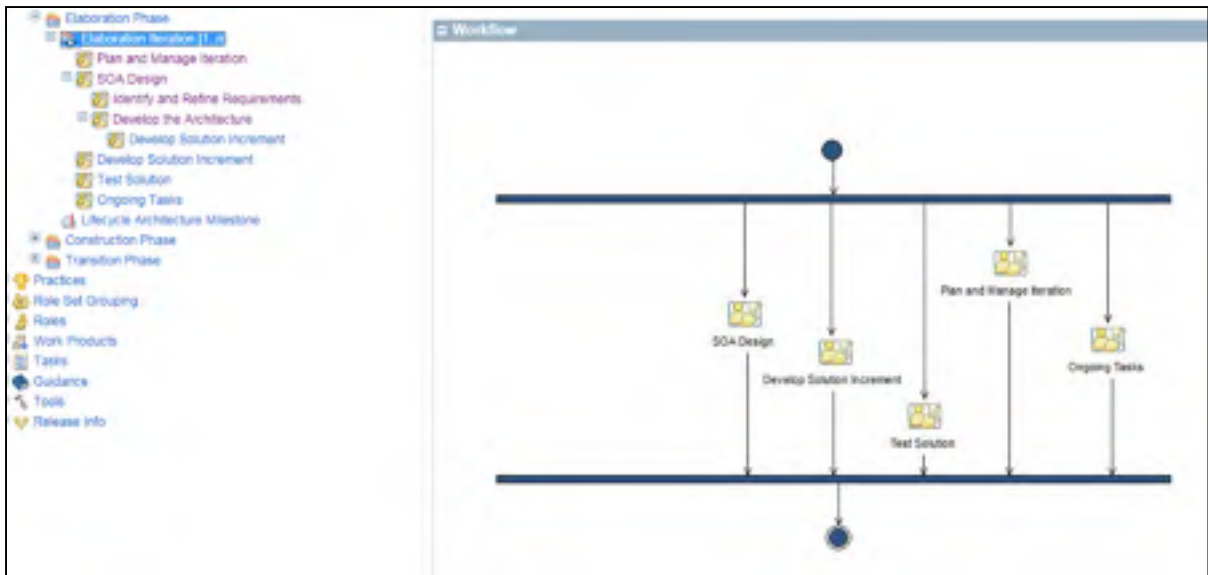 Elaboration Phase
Elaboration Iteration [1..n]
Plan and Manage Iteration
SOA Design
Identify and Refine Requirements
Develop the Architecture
Develop Solution Increment
Develop Solution Increment
Test Solution
Ongoing Tasks
Lifecycle Architecture Milestone
Construction Phase
Transition Phase
Practices
Role Set Grouping
Roles
Work Products
Tasks
Guidance
Tools
Release Info
Workflow
Plan and Manage Iteration
SOA Design
Develop Solution Increment
Ongoing Tasks
Test Solution